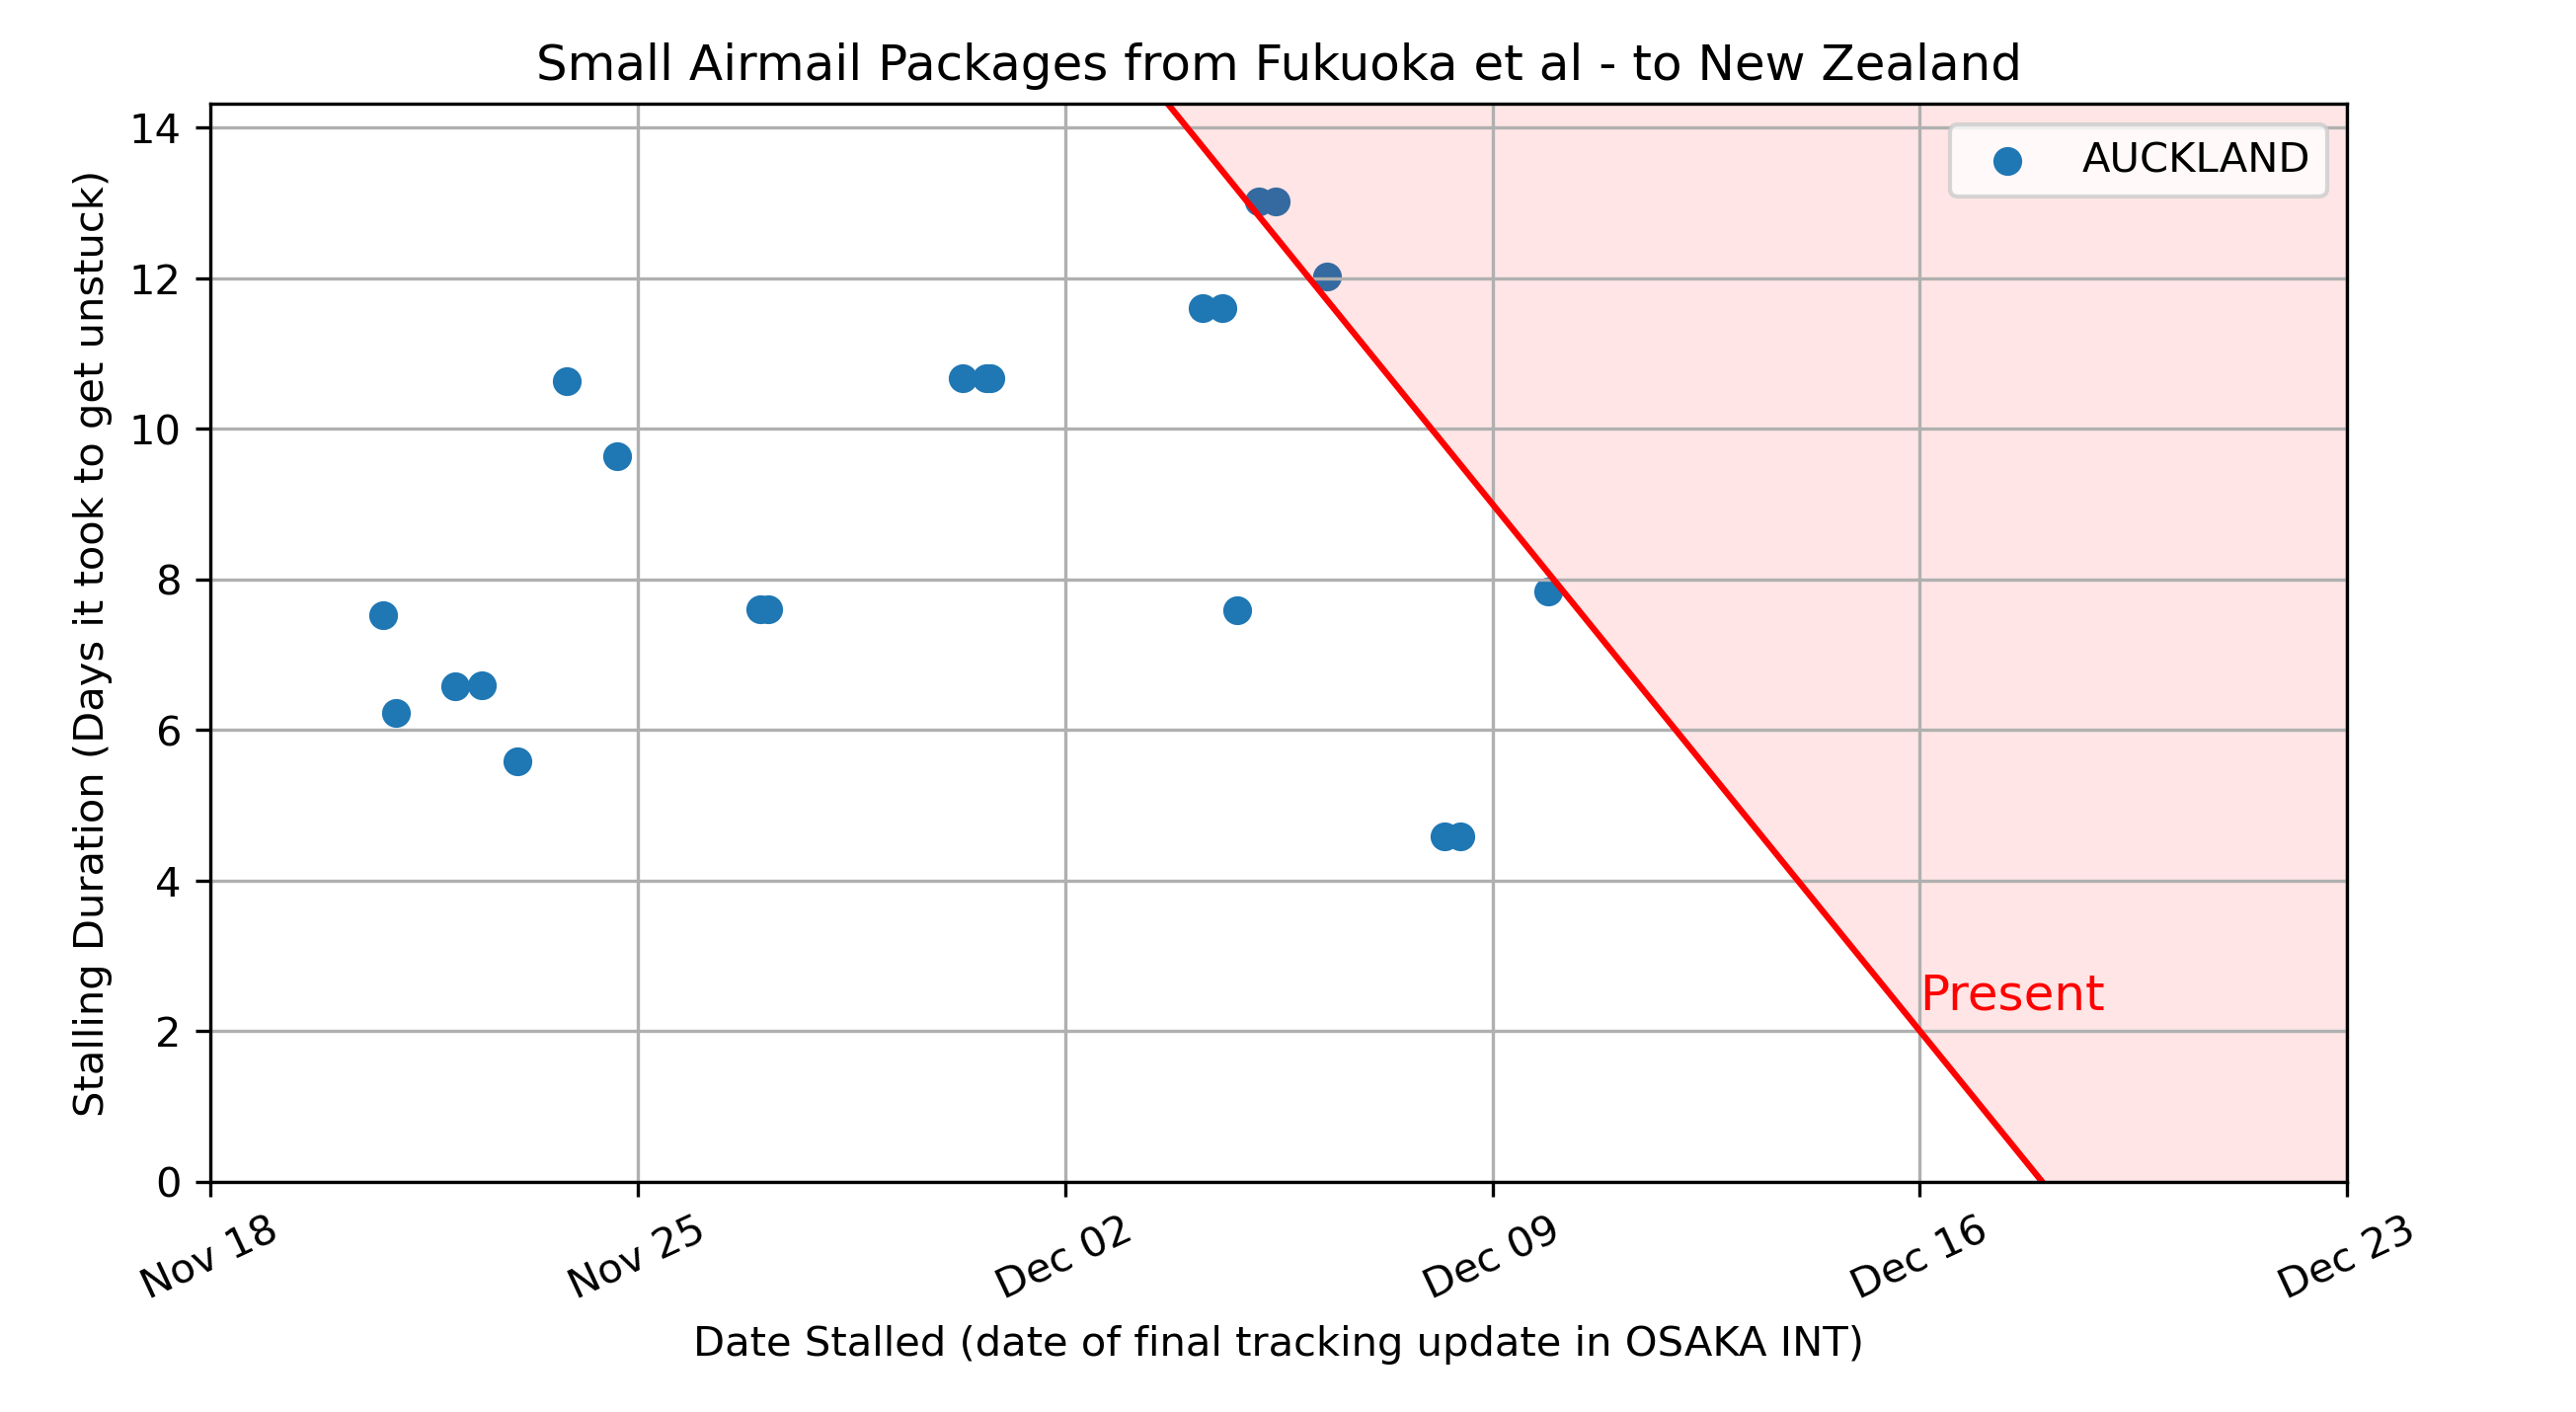 Small Airmail Packages from Fukuoka et al - to New Zealand
Stalling Duration (Days it took to get unstuck)
14
12
10
8
6
4
2
0
AUCKLAND
Present
Nov 18
Nov 25
Dec 02
Dec 09
Dec 16
Dec 23
Date Stalled (date of final tracking update in OSAKA INT)